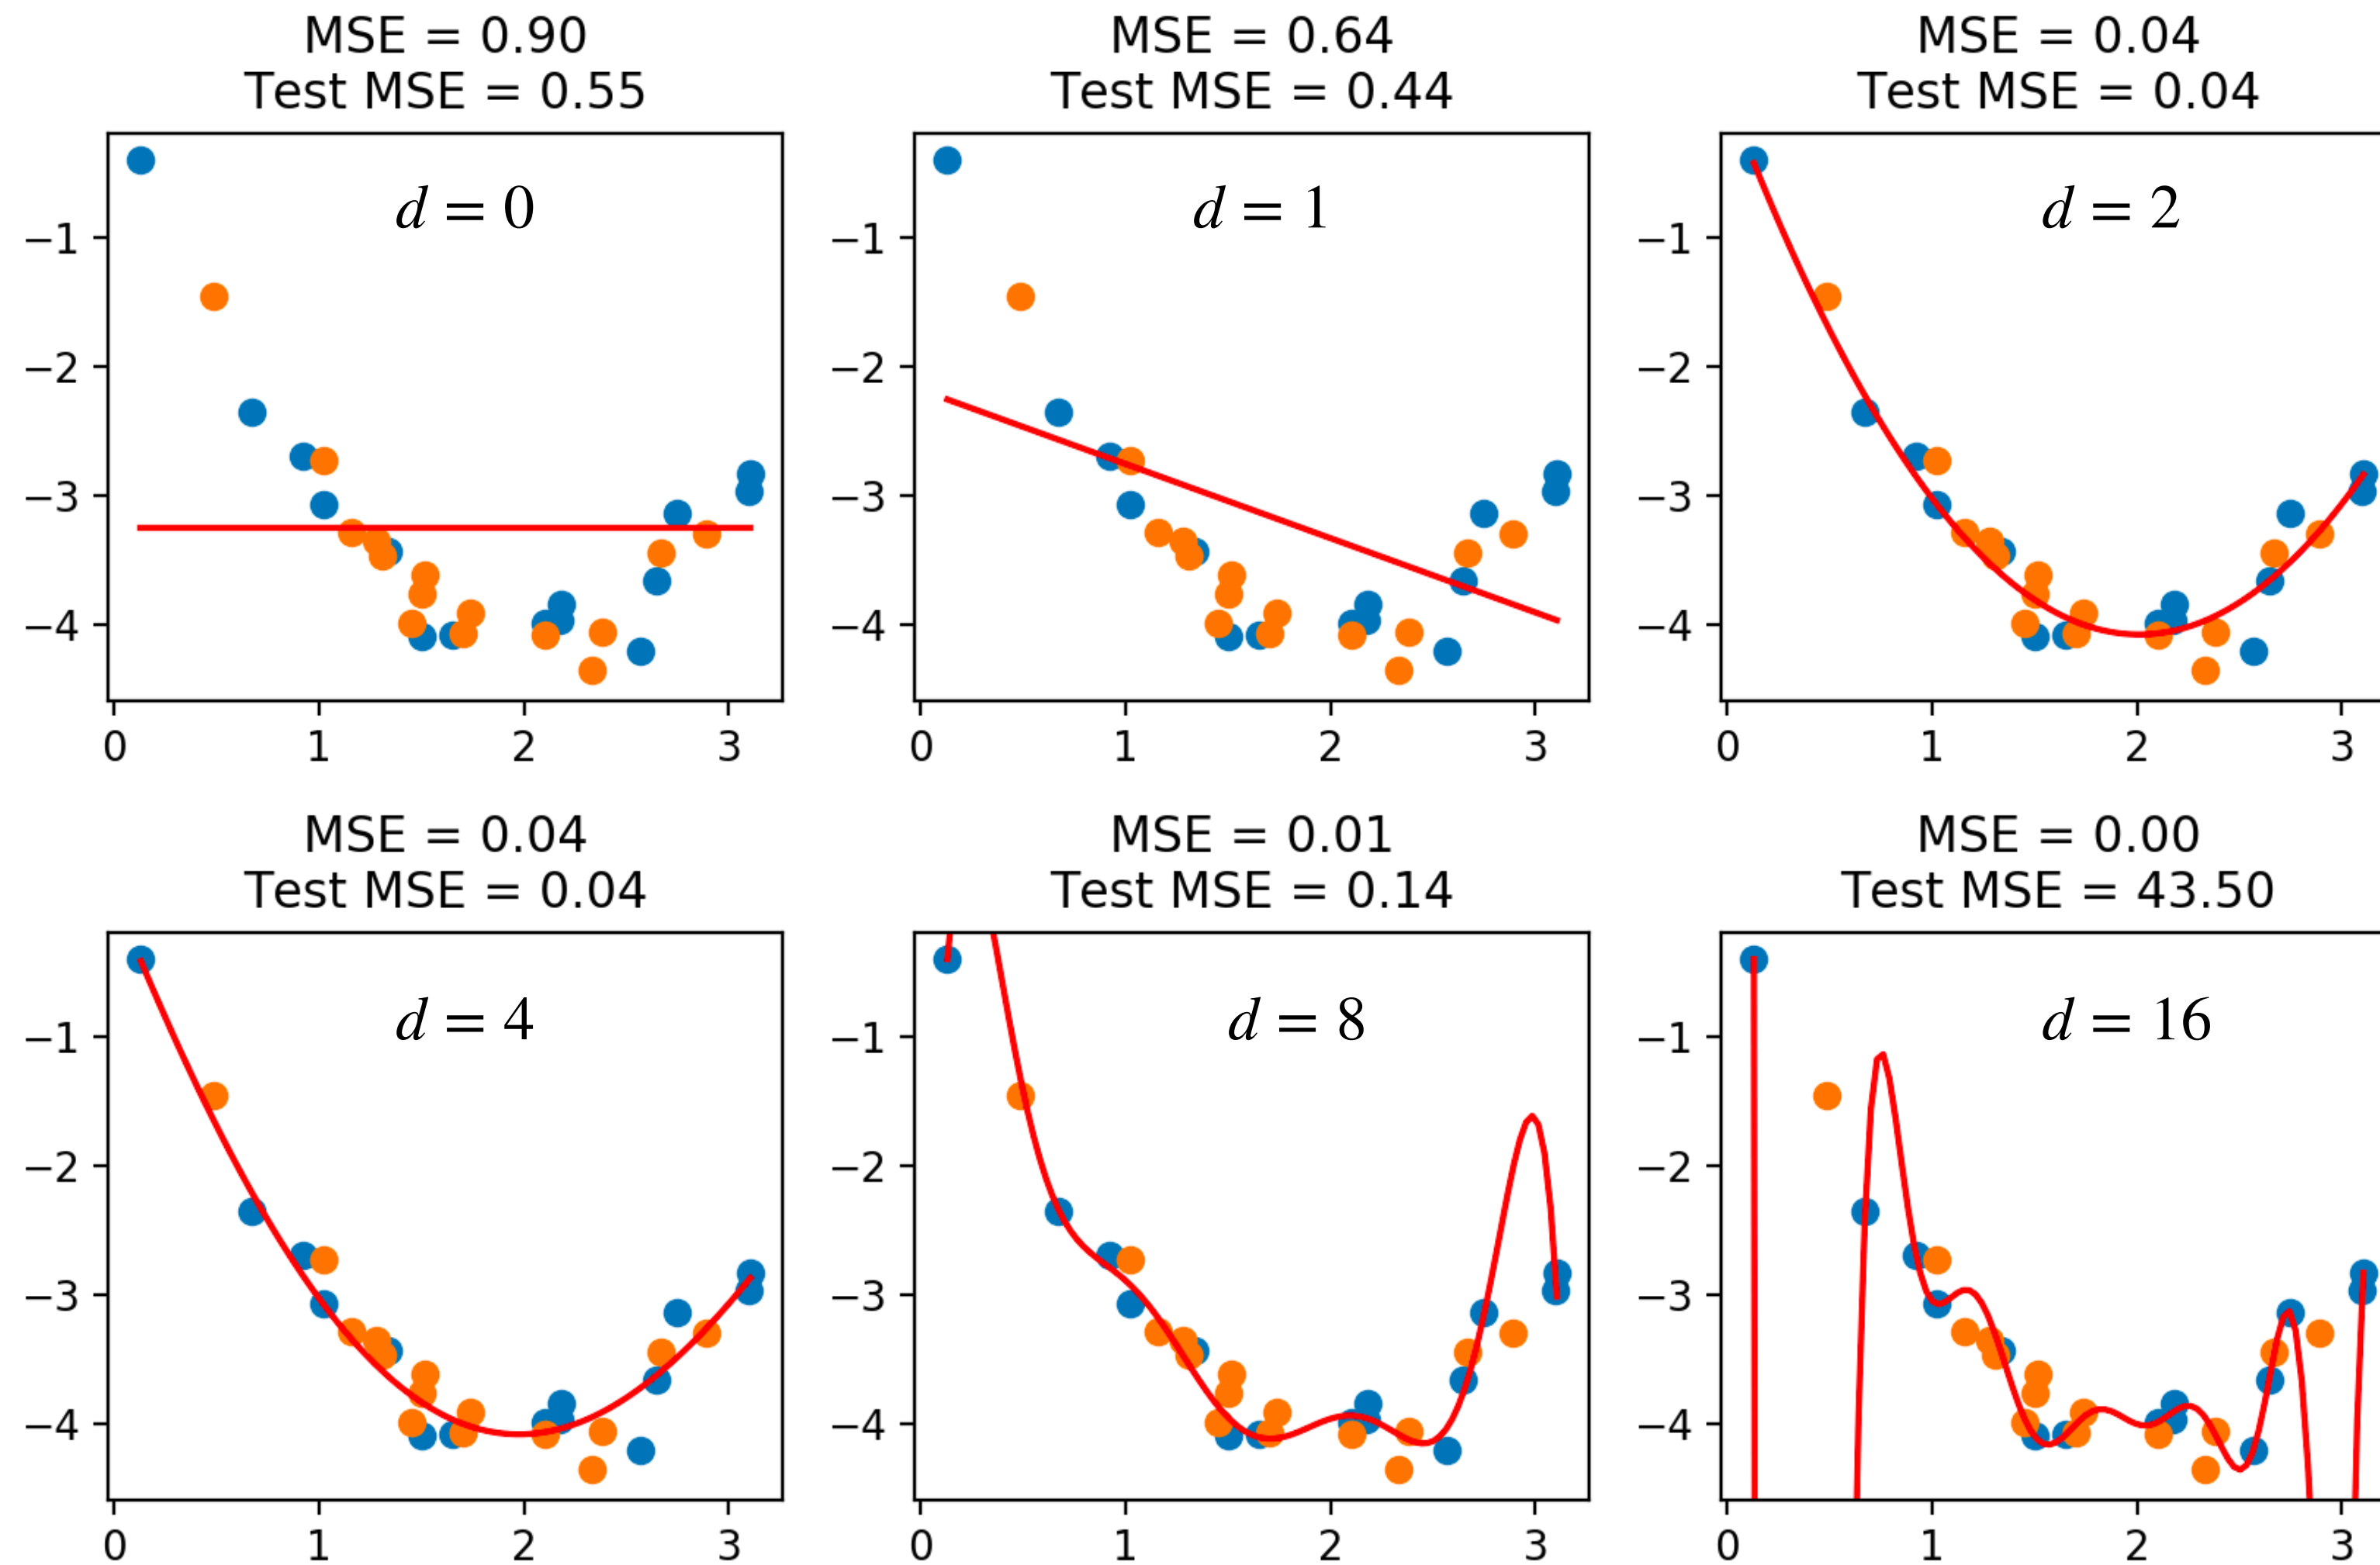 MSE = 0.90
Test MSE = 0.55
d = 0
−1
−2
−3
−4
0 1 2 3
MSE = 0.64
Test MSE = 0.44
d = 1
−1
−2
−3
−4
0 1 2 3
MSE = 0.04
Test MSE = 0.04
d = 2
−1
−2
−3
−4
0 1 2 3
MSE = 0.04
Test MSE = 0.04
d = 4
−1
−2
−3
−4
0 1 2 3
MSE = 0.01
Test MSE = 0.14
d = 8
−1
−2
−3
−4
0 1 2 3
MSE = 0.00
Test MSE = 43.50
d = 16
−1
−2
−3
−4
0 1 2 3